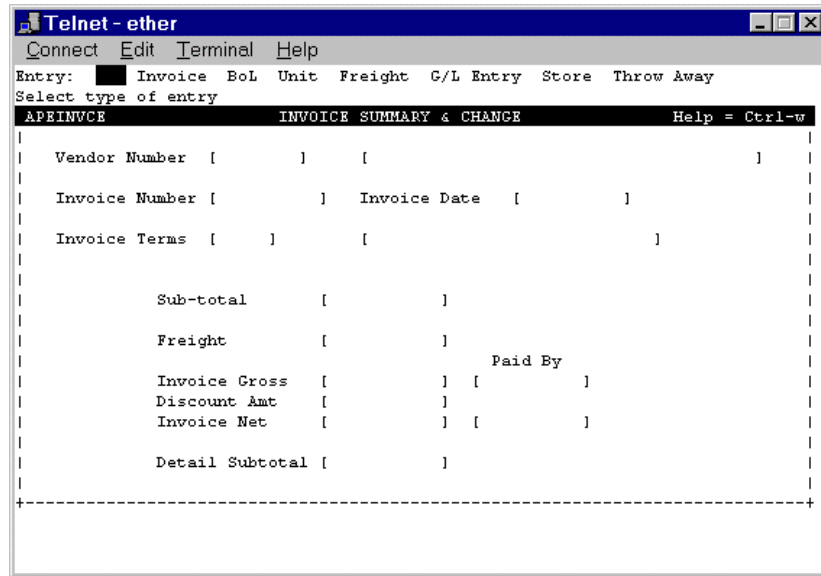 Telnet - ether
Connect Edit Terminal Help
Entry: Invoice BoL Unit Freight G/L Entry Store Throw Away
Select type of entry
APEINVCE INVOICE SUMMARY & CHANGE Help = Ctrl-w
Vendor Number [ ] [ ]
Invoice Number [ ] Invoice Date [ ]
Invoice Terms [ ] [ ]
Sub-total [ ]
Freight [ ]
Paid By
Invoice Gross [ ] [ ]
Discount Amt [ ]
Invoice Net [ ] [ ]
Detail Subtotal [ ]